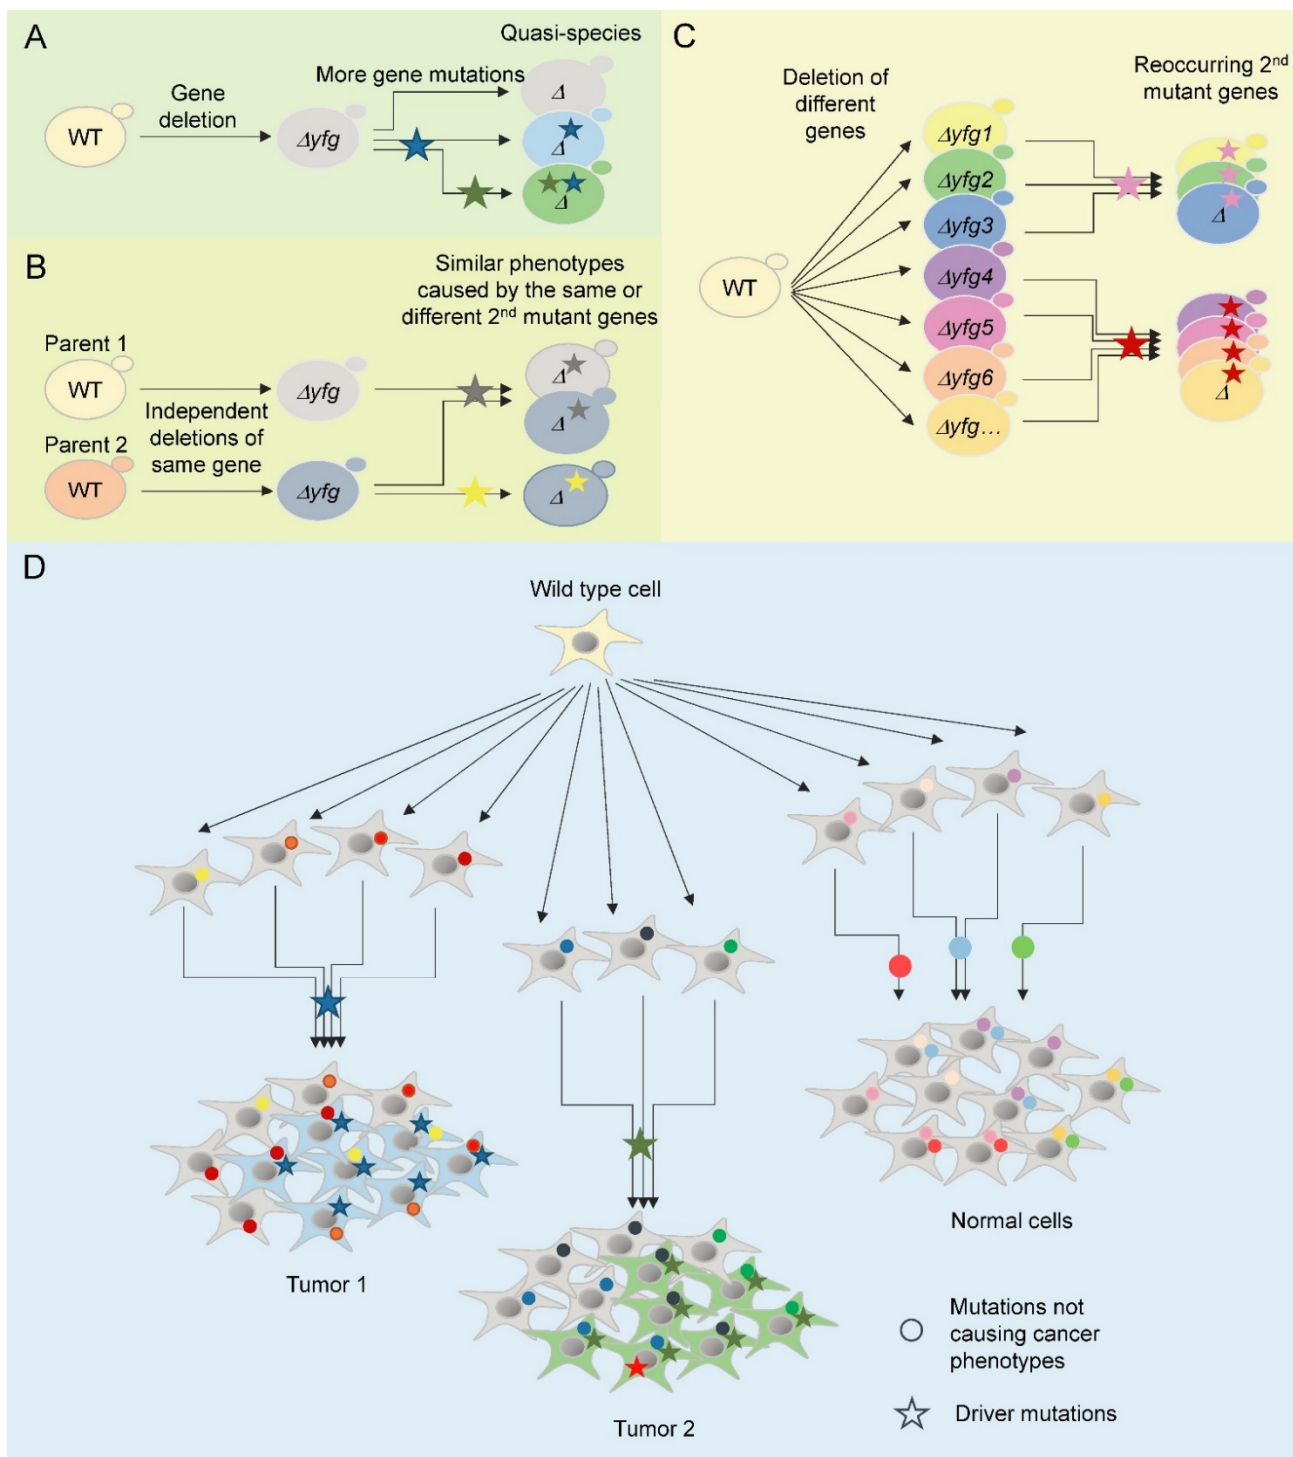 A
Quasi-species
More gene mutations
Gene
deletion
WT
Δyfg
Δ
Δ
Δ
B
Similar phenotypes
caused by the same or
different 2nd mutant genes
Parent 1
WT
Δyfg
Δ
Independent
deletions of
same gene
Δ
Parent 2
WT
Δyfg
Δ
C
Deletion of
different
genes
Reoccurring 2nd
mutant genes
WT
Δyfg1
Δyfg2
Δyfg3
Δyfg4
Δyfg5
Δyfg6
Δyfg...
Δ
Δ
D
Wild type cell
Tumor 1
Tumor 2
Normal cells
Mutations not
causing cancer
phenotypes
Driver mutations